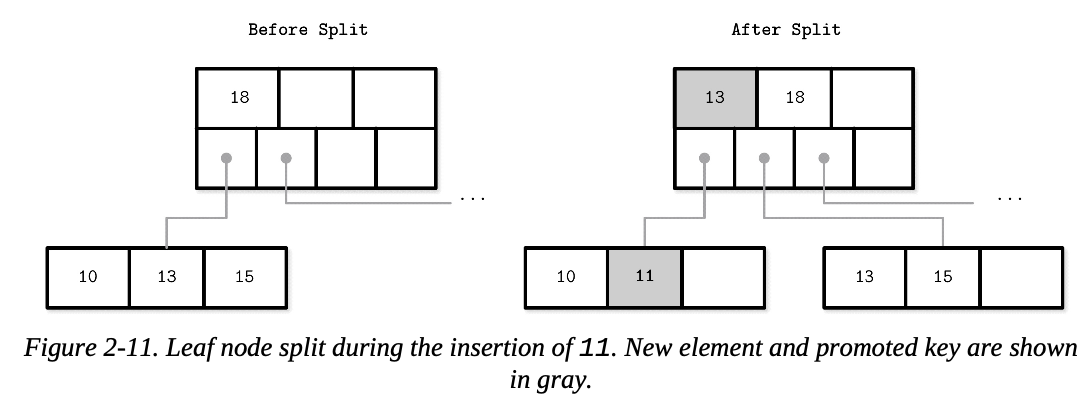 Before Split
After Split
18
13 18
...
...
10 13 15
10 11
13 15
Figure 2-11. Leaf node split during the insertion of 11. New element and promoted key are shown
in gray.